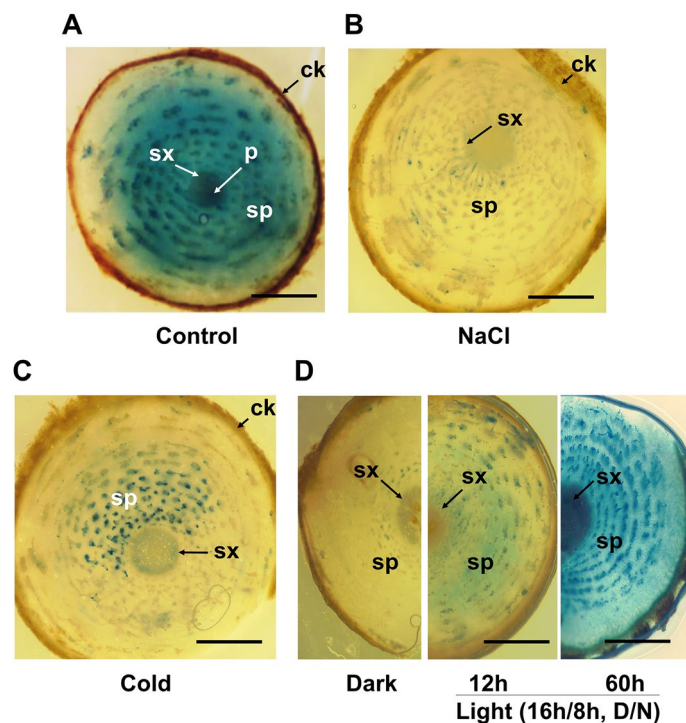 A
B
ck
sx
p
sp
ck
sx
sp
Control
NaCl
C
D
ck
sp
sx
sx
sp
sx
sp
sx
sp
Cold
Dark
12h
60h
Light (16h/8h, D/N)